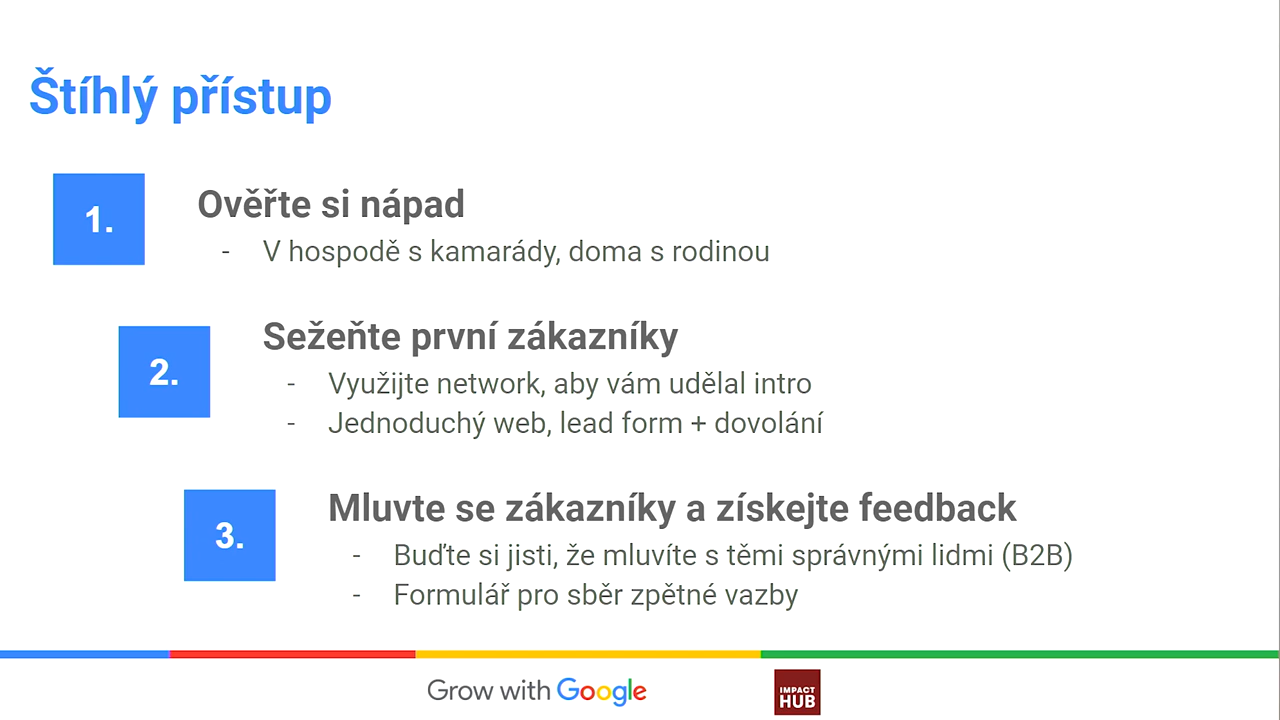 Štíhlý přístup
1.
Ověřte si nápad
- V hospodě s kamarády, doma s rodinou
2.
Sežeňte první zákazníky
- Využijte network, aby vám udělal intro
- Jednoduchý web, lead form + dovolání
3.
Mluvte se zákazníky a získejte feedback
- Buďte si jisti, že mluvíte s těmi správnými lidmi (B2B)
- Formulář pro sběr zpětné vazby
Grow with Google
IMPACT
HUB